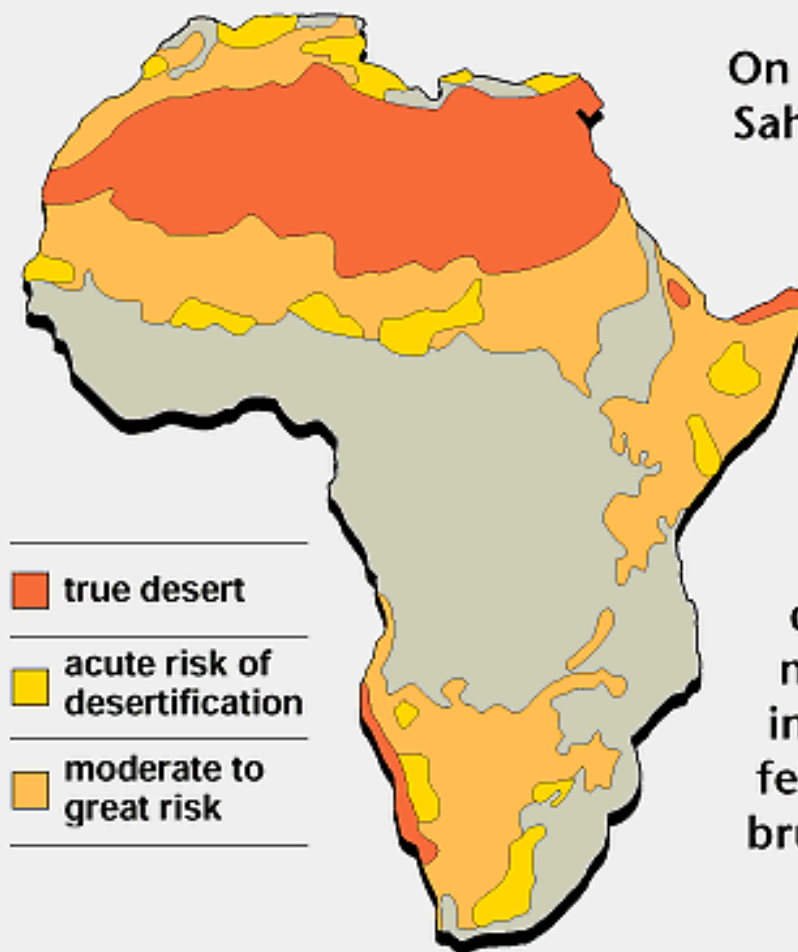 On
Sah
true desert
acute risk of
desertification
moderate to
great risk
in
fe
bru